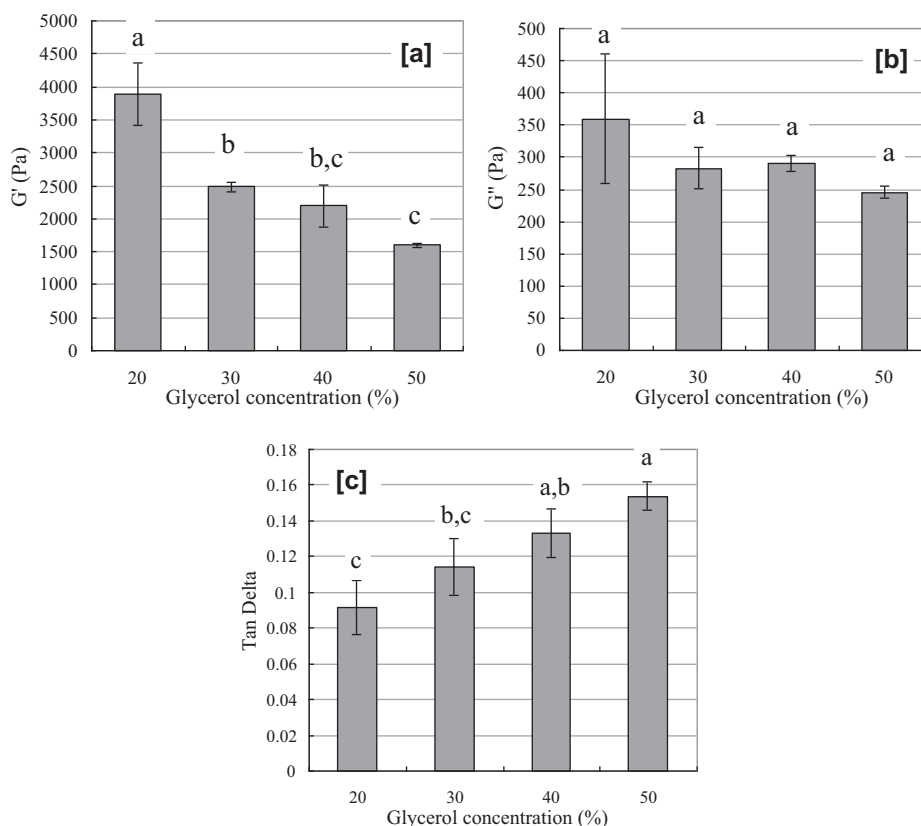 [a]
G' (Pa)
5000
4500
4000
3500
3000
2500
2000
1500
1000
500
0
a
b
b,c
c
20 30 40 50
Glycerol concentration (%)
[b]
G'' (Pa)
500
450
400
350
300
250
200
150
100
50
0
a
a
a
a
20 30 40 50
Glycerol concentration (%)
[c]
Tan Delta
0.18
0.16
0.14
0.12
0.1
0.08
0.06
0.04
0.02
0
c
b,c
a,b
a
20 30 40 50
Glycerol concentration (%)